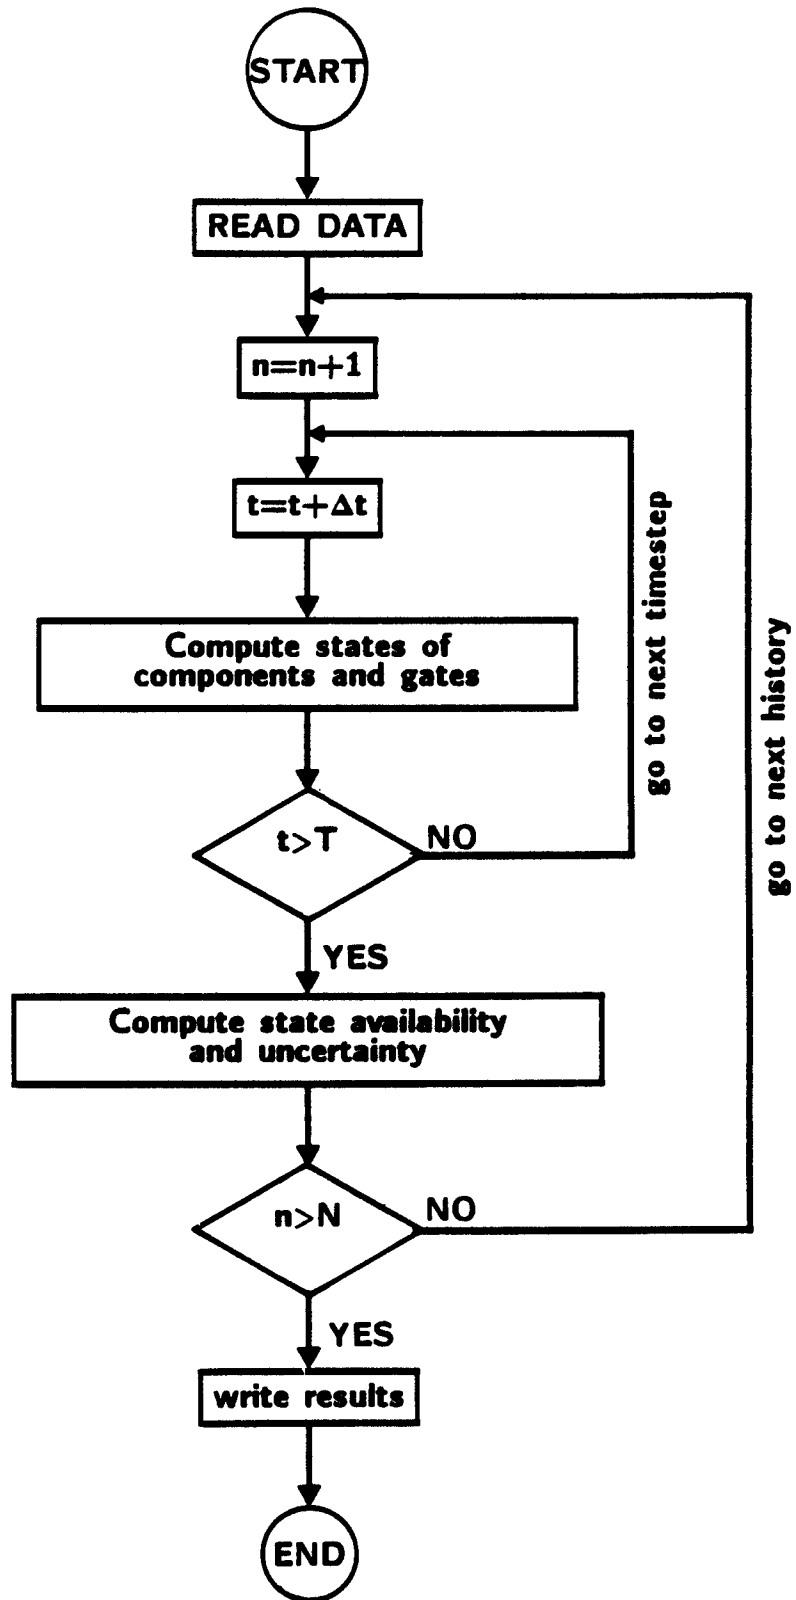 START
READ DATA
n=n+1
t=t+Δt
Compute states of
components and gates
t>T
NO
go to next timestep
YES
Compute state availability
and uncertainty
n>N
NO
go to next history
YES
write results
END